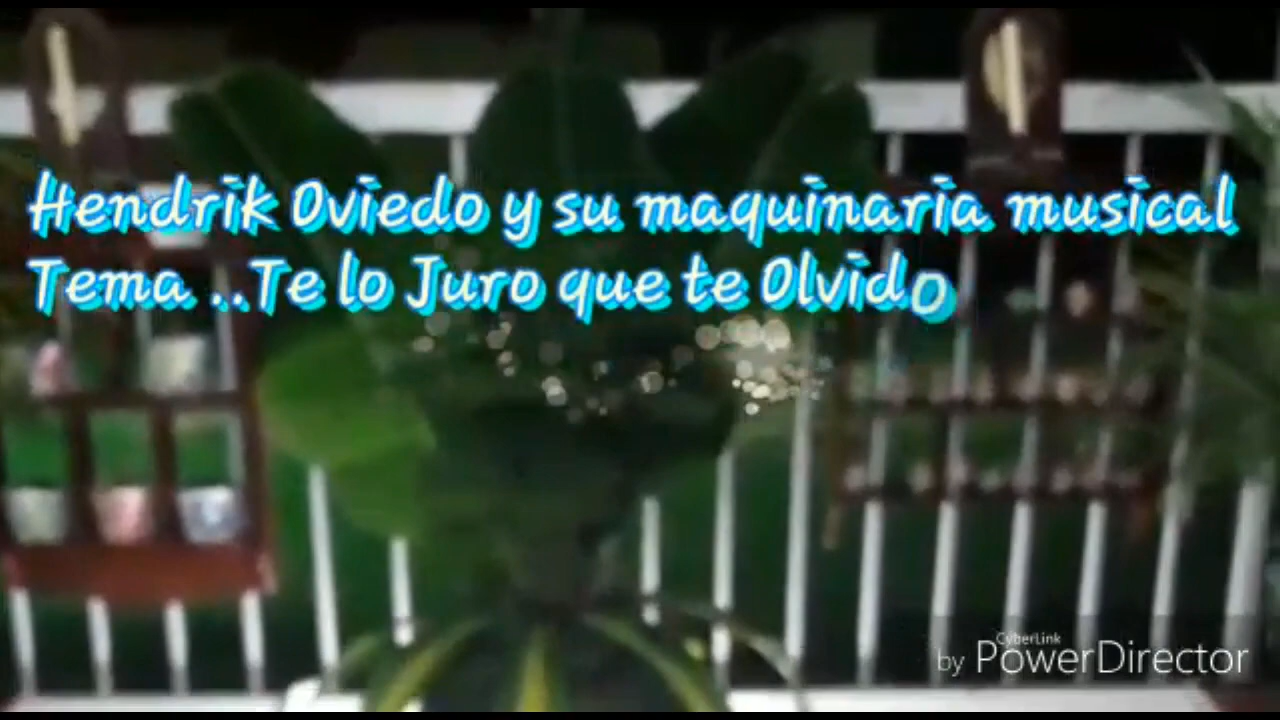 Hendrik Oviedo y su maquinaria musical
Tema ..Te lo Juro que te Olvido
CyberLink
by PowerDirector